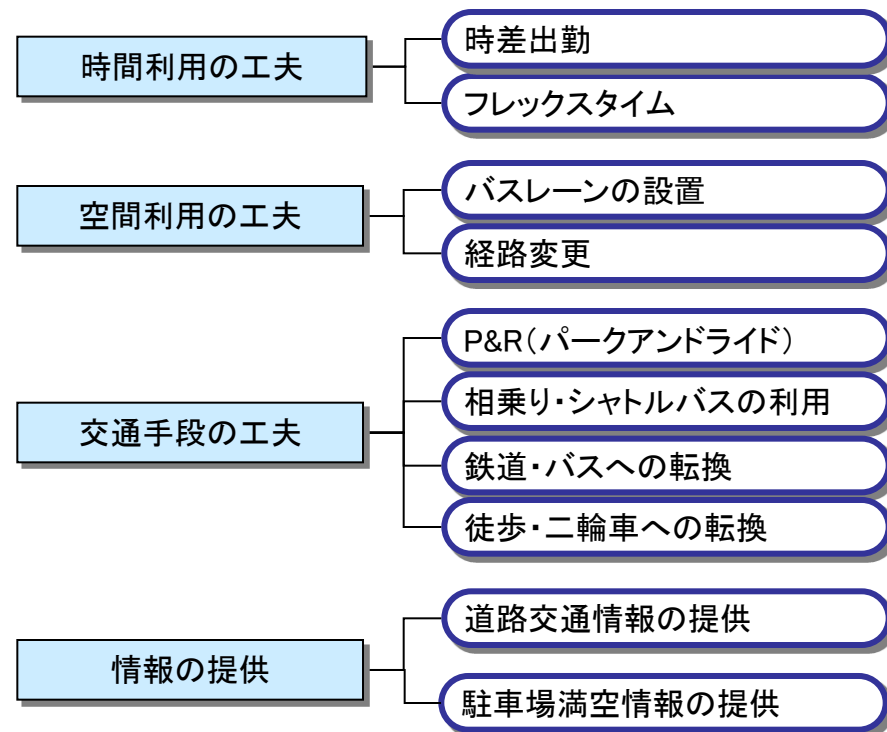 時間利用の工夫
時差出勤
フレックスタイム
空間利用の工夫
バスレーンの設置
経路変更
交通手段の工夫
P&R（パークアンドライド）
相乗り・シャトルバスの利用
鉄道・バスへの転換
徒歩・二輪車への転換
情報の提供
道路交通情報の提供
駐車場満空情報の提供